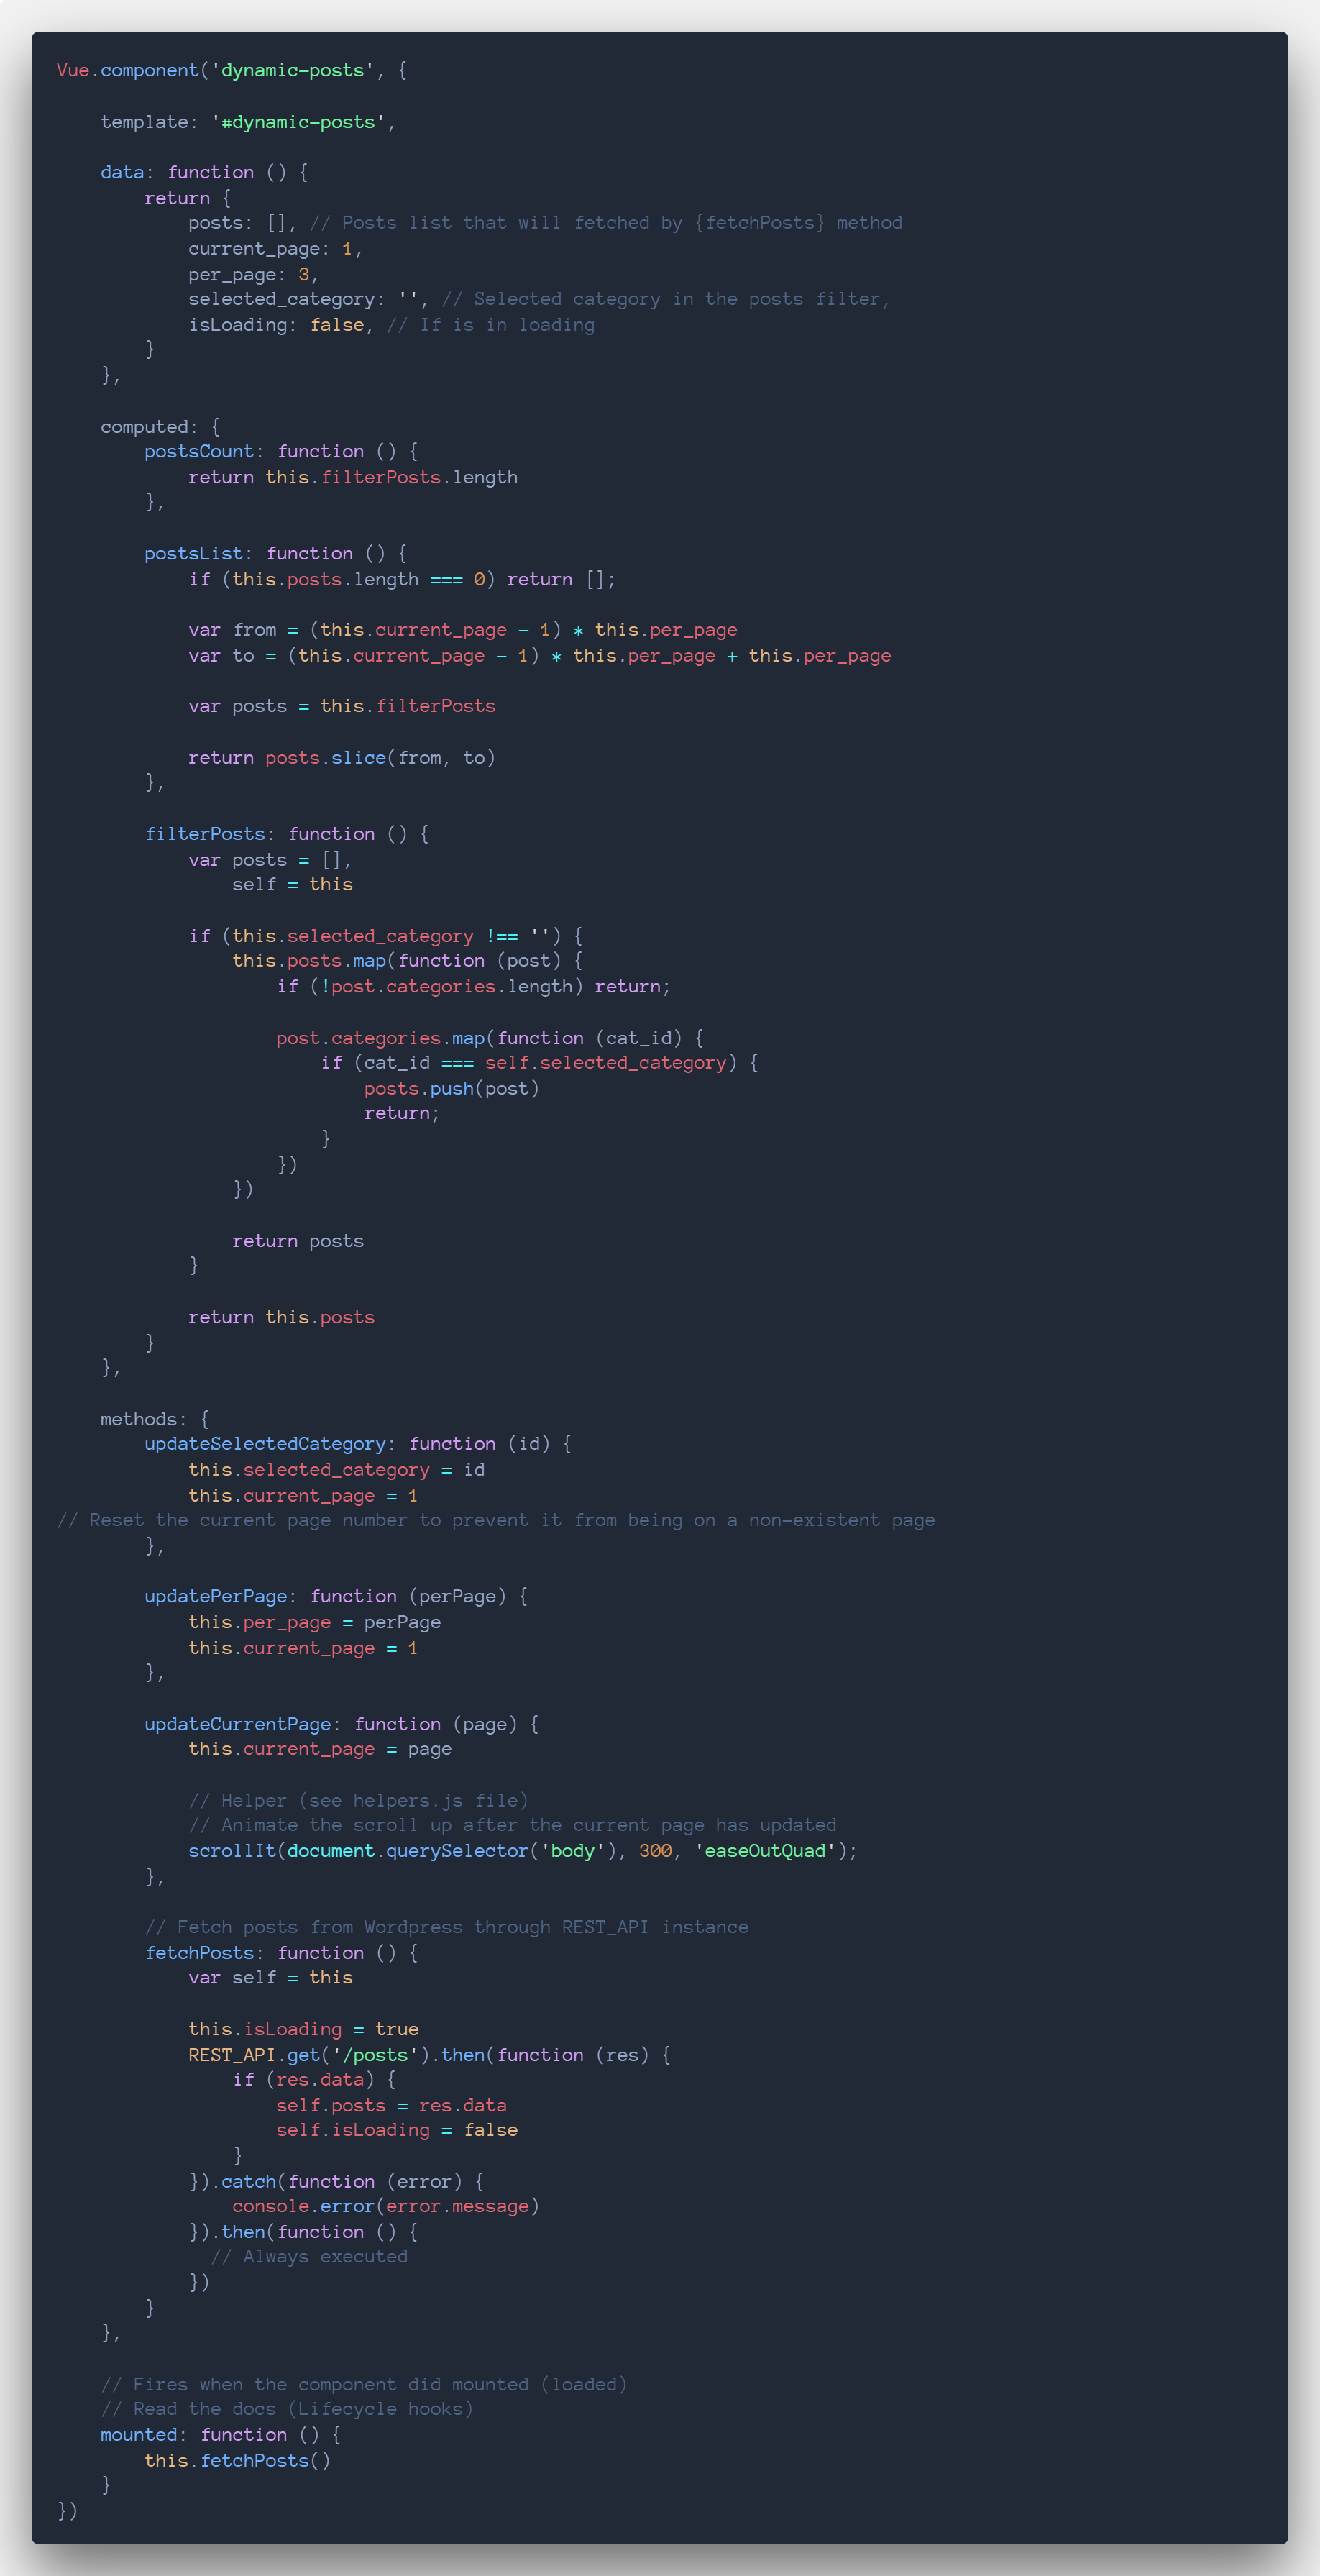 Vue.component('dynamic-posts', {

    template: '#dynamic-posts',

    data: function () {
        return {
            posts: [], // Posts list that will fetched by {fetchPosts} method
            current_page: 1,
            per_page: 3,
            selected_category: '', // Selected category in the posts filter,
            isLoading: false, // If is in loading
        }
    },

    computed: {
        postsCount: function () {
            return this.filterPosts.length
        },

        postsList: function () {
            if (this.posts.length === 0) return [];

            var from = (this.current_page - 1) * this.per_page
            var to = (this.current_page - 1) * this.per_page + this.per_page

            var posts = this.filterPosts

            return posts.slice(from, to)
        },

        filterPosts: function () {
            var posts = [],
                self = this

            if (this.selected_category !== '') {
                this.posts.map(function (post) {
                    if (!post.categories.length) return;

                    post.categories.map(function (cat_id) {
                        if (cat_id === self.selected_category) {
                            posts.push(post)
                            return;
                        }
                    })
                })

                return posts
            }

            return this.posts
        }
    },

    methods: {
        updateSelectedCategory: function (id) {
            this.selected_category = id
            this.current_page = 1
// Reset the current page number to prevent it from being on a non-existent page
        },

        updatePerPage: function (perPage) {
            this.per_page = perPage
            this.current_page = 1
        },

        updateCurrentPage: function (page) {
            this.current_page = page

            // Helper (see helpers.js file)
            // Animate the scroll up after the current page has updated
            scrollIt(document.querySelector('body'), 300, 'easeOutQuad');
        },

        // Fetch posts from Wordpress through REST_API instance
        fetchPosts: function () {
            var self = this

            this.isLoading = true
            REST_API.get('/posts').then(function (res) {
                if (res.data) {
                    self.posts = res.data
                    self.isLoading = false
                }
            }).catch(function (error) {
                console.error(error.message)
            }).then(function () {
              // Always executed
            })
        }
    },

    // Fires when the component did mounted (loaded)
    // Read the docs (Lifecycle hooks)
    mounted: function () {
        this.fetchPosts()
    }
})